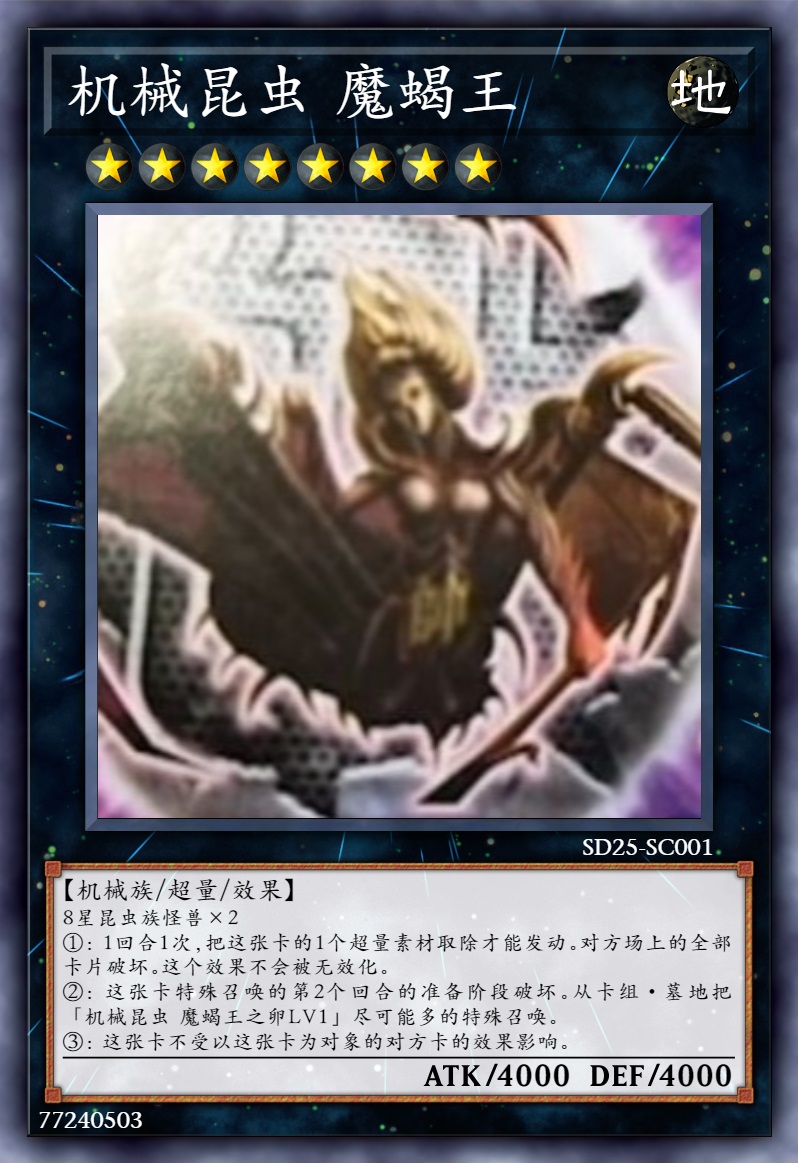 机械昆虫 魔蝎王
地
SD25-SC001
【机械族/超量/效果】
8星昆虫族怪兽×2
①：1回合1次,把这张卡的1个超量素材取除才能发动。对方场上的全部
卡片破坏。这个效果不会被无效化。
②：这张卡特殊召唤的第2个回合的准备阶段破坏。从卡组·墓地把
「机械昆虫 魔蝎王之卵LV1」尽可能多的特殊召唤。
③：这张卡不受以这张卡为对象的对方卡的效果影响。
ATK/4000 DEF/4000
77240503